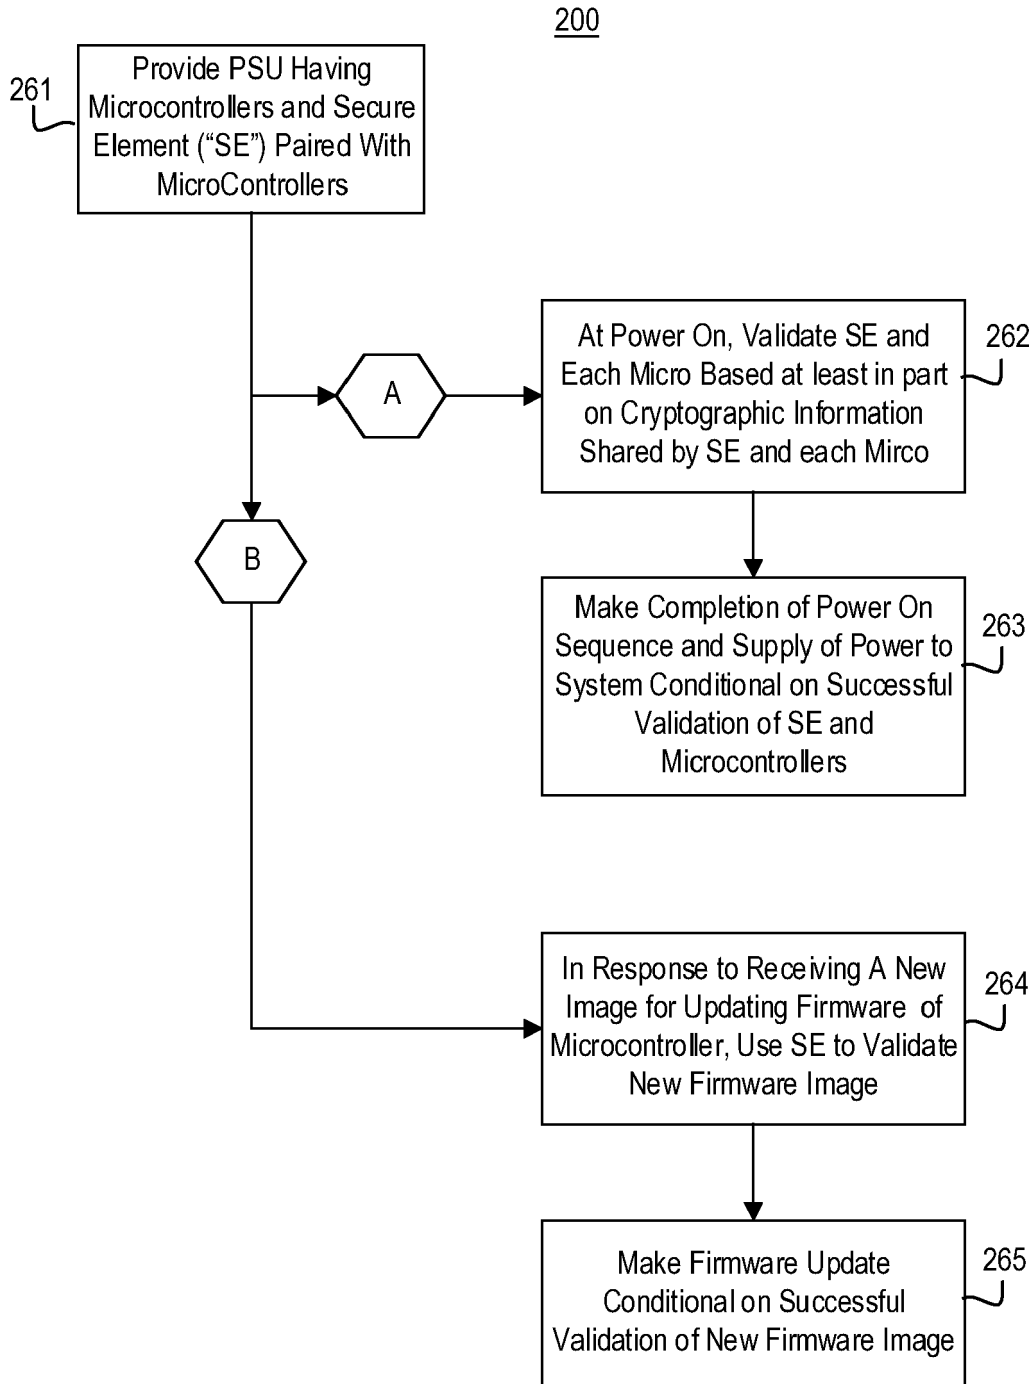 200
261
Provide PSU Having
Microcontrollers and Secure
Element (“SE”) Paired With
MicroControllers
A
At Power On, Validate SE and
Each Micro Based at least in part
on Cryptographic Information
Shared by SE and each Mirco
262
B
Make Completion of Power On
Sequence and Supply of Power to
System Conditional on Successful
Validation of SE and
Microcontrollers
263
In Response to Receiving A New
Image for Updating Firmware of
Microcontroller, Use SE to Validate
New Firmware Image
264
Make Firmware Update
Conditional on Successful
Validation of New Firmware Image
265